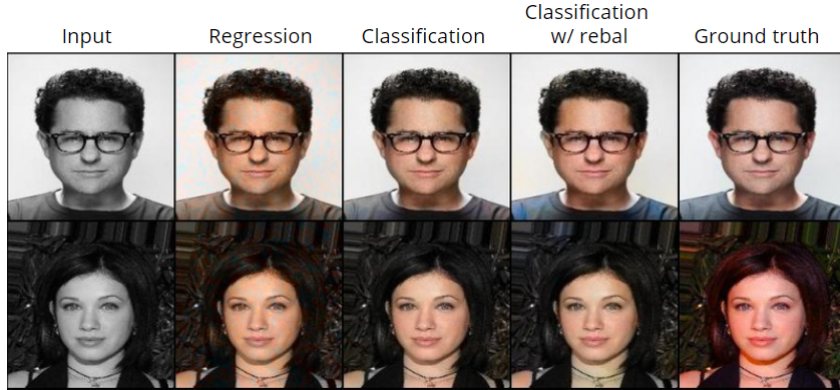 Input
Regression
Classification
Classification
w/ rebal
Ground truth